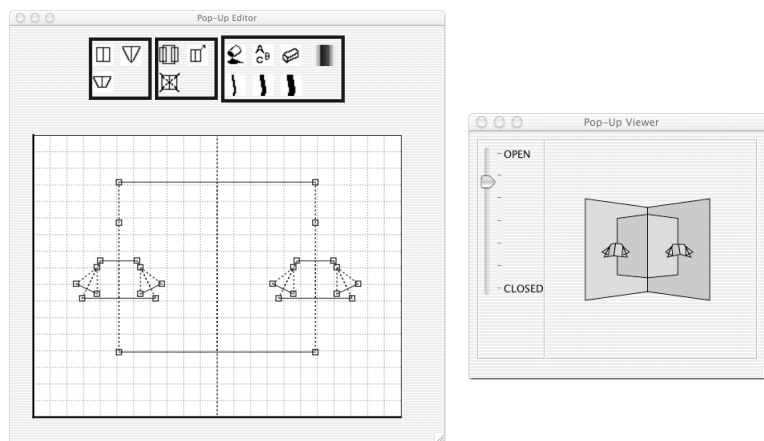 Pop-Up Editor
A
C B
Pop-Up Viewer
OPEN
CLOSED